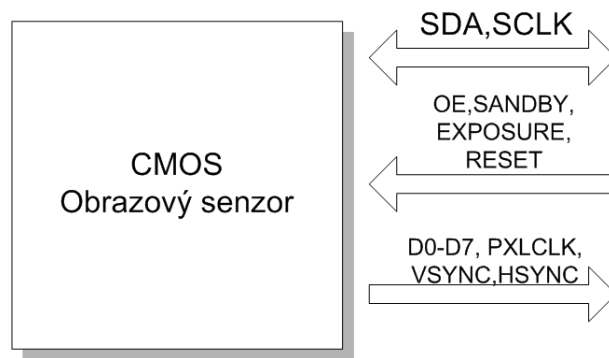 SDA,SCLK
OE,SANDBY,
EXPOSURE,
RESET
CMOS
Obrazový senzor
D0-D7, PXLCLK,
VSYNC,HSYNC